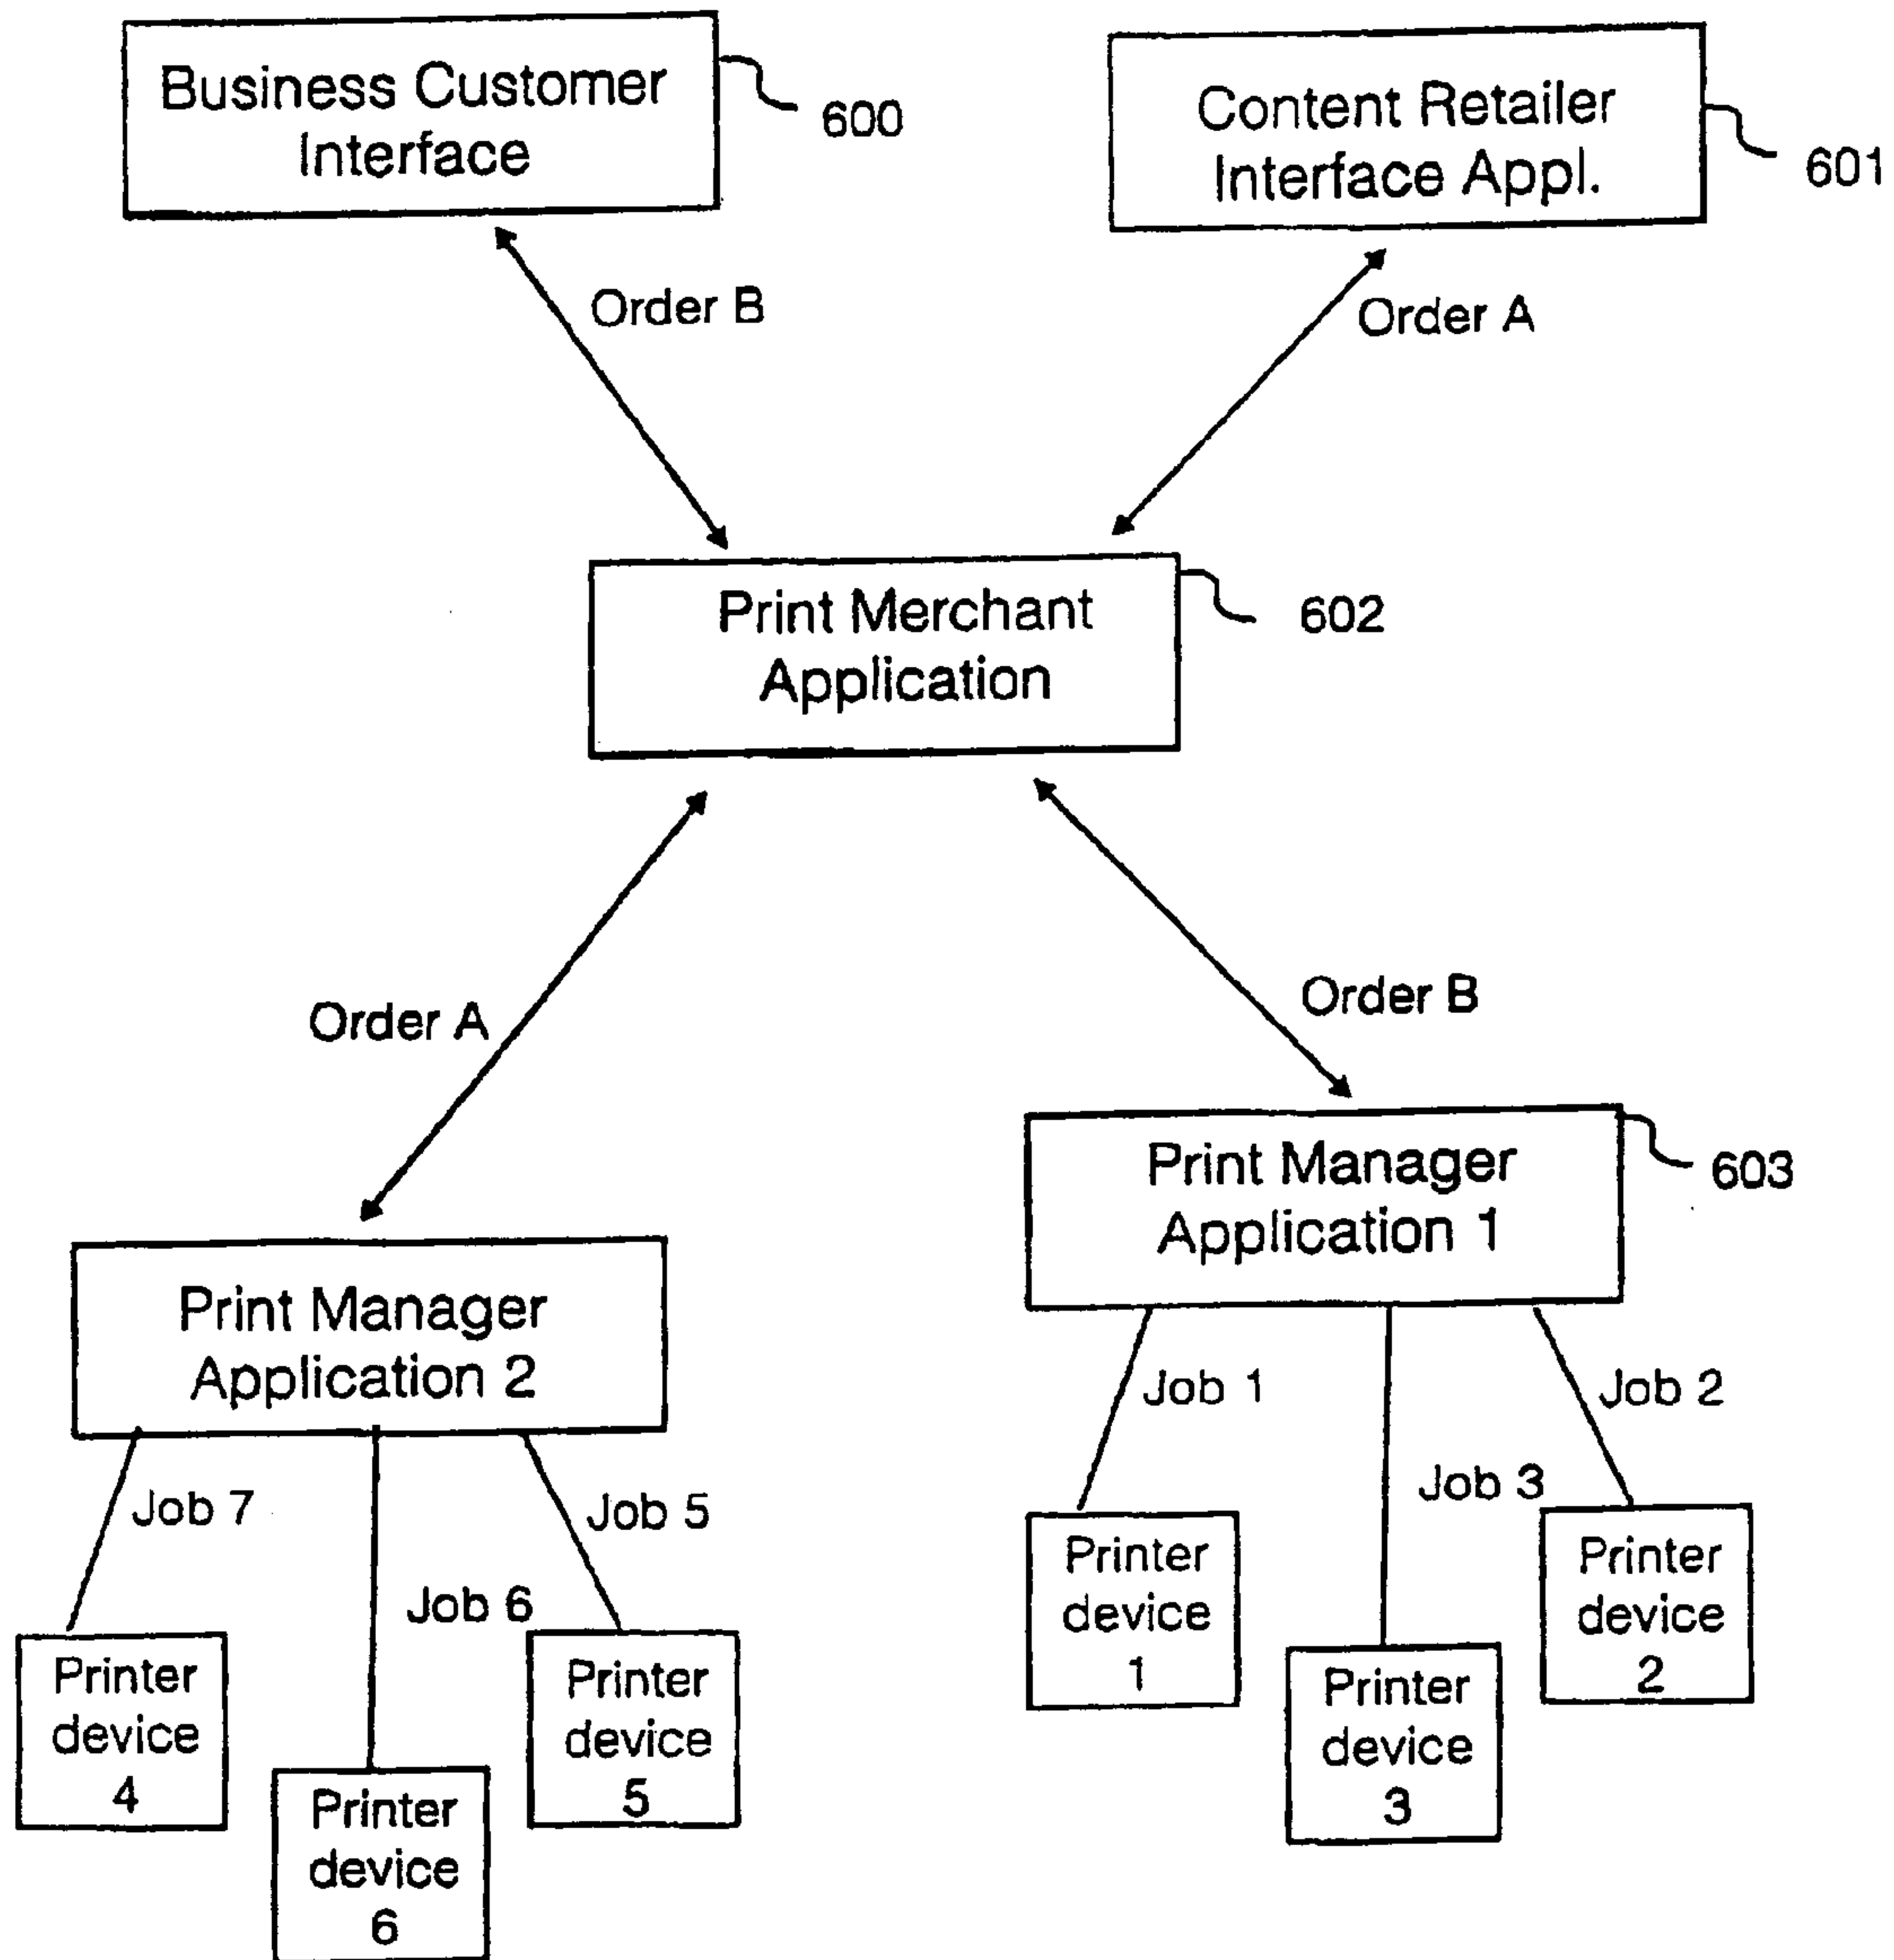 Business Customer
Interface
600
Content Retailer
Interface Appl.
601
Order B
Order A
Print Merchant
Application
602
Order A
Order B
Print Manager
Application 1
603
Print Manager
Application 2
Job 1
Job 2
Job 3
Job 7
Job 5
Job 6
Printer
device
1
Printer
device
2
Printer
device
3
Printer
device
4
Printer
device
5
Printer
device
6